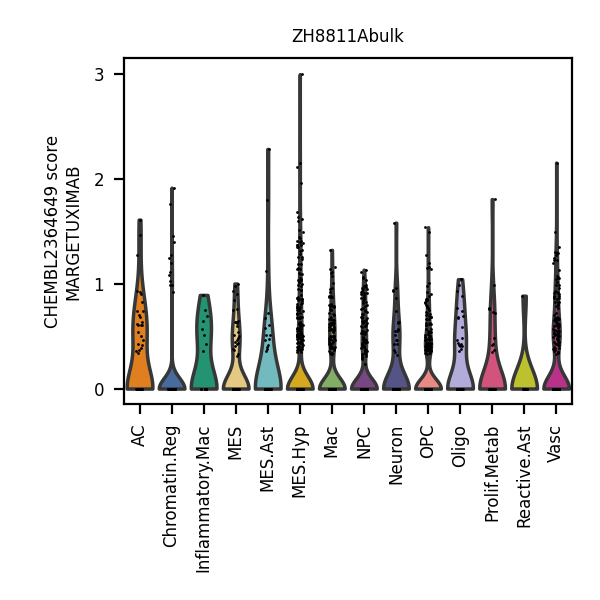 ZH8811Abulk
CHEMBL2364649 score
MARGETUXIMAB
3
2
1
0
AC
Chromatin.Reg
Inflammatory.Mac
MES
MES.Ast
MES.Hyp
Mac
NPC
Neuron
OPC
Oligo
Prolif.Metab
Reactive.Ast
Vasc